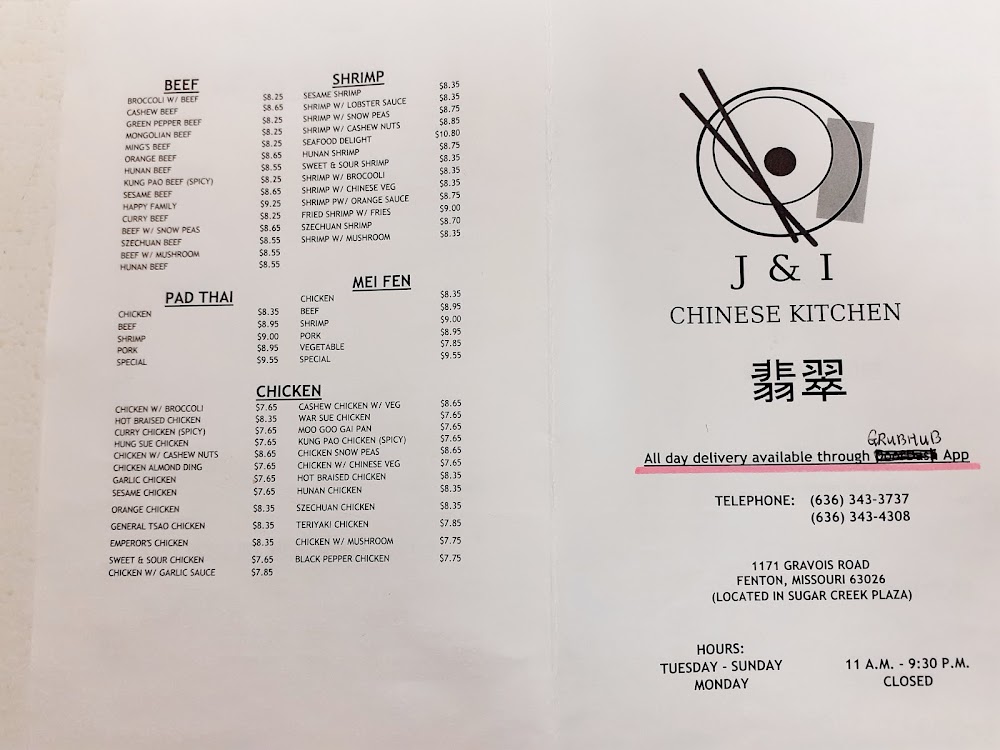 BEEF
BROCCOLI W/ BEEF $8.25
CASHEW BEEF $8.65
GREEN PEPPER BEEF $8.25
MONGOLIAN BEEF $8.25
MING'S BEEF $8.25
ORANGE BEEF $8.65
HUNAN BEEF $8.55
KUNG PAO BEEF (SPICY) $8.25
SESAME BEEF $8.65
HAPPY FAMILY $9.25
CURRY BEEF $8.25
BEEF W/ SNOW PEAS $8.65
SZECHUAN BEEF $8.55
BEEF W/ MUSHROOM $8.55
HUNAN BEEF $8.55
SHRIMP
SESAME SHRIMP $8.35
SHRIMP W/ LOBSTER SAUCE $8.35
SHRIMP W/ SNOW PEAS $8.75
SHRIMP W/ CASHEW NUTS $8.85
SEAFOOD DELIGHT $10.80
HUNAN SHRIMP $8.75
SWEET & SOUR SHRIMP $8.35
SHRIMP W/ BROCOOLI $8.35
SHRIMP W/ CHINESE VEG $8.35
SHRIMP PW/ ORANGE SAUCE $8.75
FRIED SHRIMP W/ FRIES $9.00
SZECHUAN SHRIMP $8.70
SHRIMP W/ MUSHROOM $8.35
PAD THAI
CHICKEN $8.35
BEEF $8.95
SHRIMP $9.00
PORK $8.95
SPECIAL $9.55
MEI FEN
CHICKEN $8.35
BEEF $8.95
SHRIMP $9.00
PORK $8.95
VEGETABLE $7.85
SPECIAL $9.55
CHICKEN
CHICKEN W/ BROCCOLI $7.65
HOT BRAISED CHICKEN $8.35
CURRY CHICKEN (SPICY) $7.65
HUNG SUE CHICKEN $7.65
CHICKEN W/ CASHEW NUTS $8.65
CHICKEN ALMOND DING $7.65
GARLIC CHICKEN $7.65
SESAME CHICKEN $7.65
ORANGE CHICKEN $8.35
GENERAL TSAO CHICKEN $8.35
EMPEROR'S CHICKEN $8.35
SWEET & SOUR CHICKEN $7.65
CHICKEN W/ GARLIC SAUCE $7.85
CASHEW CHICKEN W/ VEG $8.65
WAR SUE CHICKEN $7.65
MOO GOO GAI PAN $7.65
KUNG PAO CHICKEN (SPICY) $7.65
CHICKEN SNOW PEAS $8.65
CHICKEN W/ CHINESE VEG $7.65
HOT BRAISED CHICKEN $8.35
HUNAN CHICKEN $8.35
SZECHUAN CHICKEN $8.35
TERIYAKI CHICKEN $7.85
CHICKEN W/ MUSHROOM $7.75
BLACK PEPPER CHICKEN $7.75
J & I
CHINESE KITCHEN
翡翠
GRUBHUB
All day delivery available through App
TELEPHONE: (636) 343-3737
(636) 343-4308
1171 GRAVOIS ROAD
FENTON, MISSOURI 63026
(LOCATED IN SUGAR CREEK PLAZA)
HOURS:
TUESDAY - SUNDAY 11 A.M. - 9:30 P.M.
MONDAY CLOSED